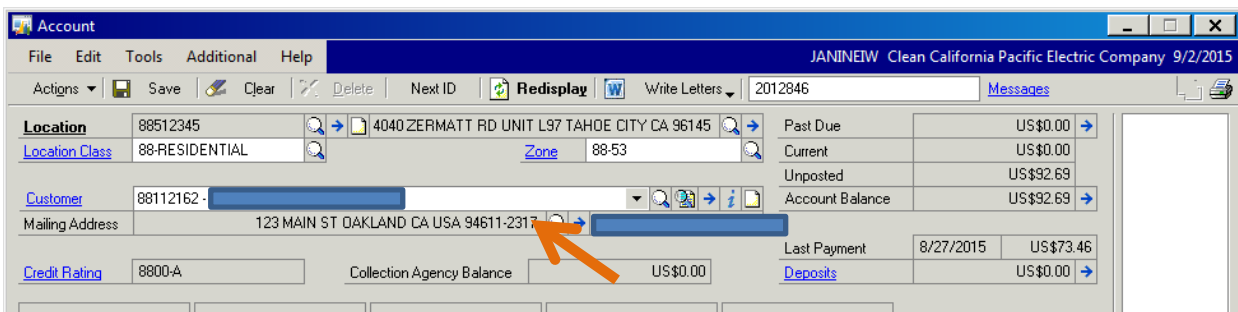 Account
File Edit Tools Additional Help JANINEIW Clean California Pacific Electric Company 9/2/2015
Actions Save Clear Delete Next ID Redisplay W Write Letters 2012846 Messages
Location 88512345 4040 ZERMATT RD UNIT L97 TAHOE CITY CA 96145 Past Due US$0.00
Location Class 88-RESIDENTIAL Zone 88-53 Current US$0.00
Unposted US$92.69
Customer 88112162 - i Account Balance US$92.69
Mailing Address 123 MAIN ST OAKLAND CA USA 94611-2317
Last Payment 8/27/2015 US$73.46
Credit Rating 8800-A Collection Agency Balance US$0.00 Deposits US$0.00